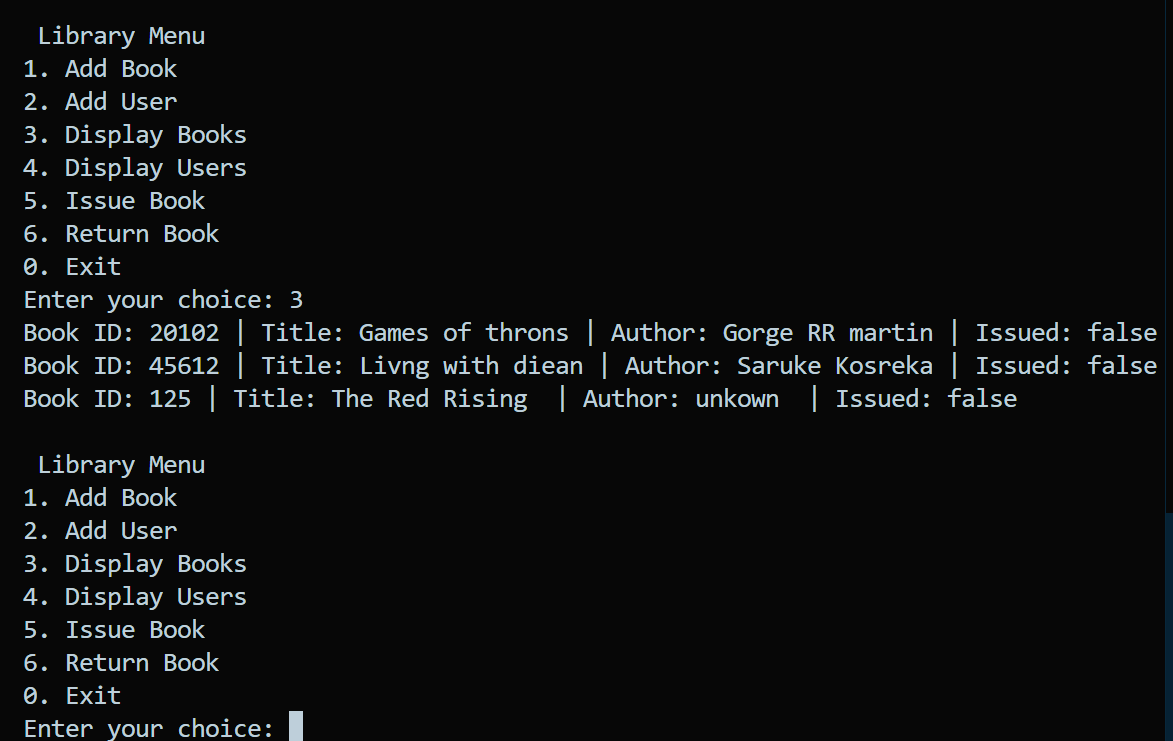 Library Menu
1. Add Book
2. Add User
3. Display Books
4. Display Users
5. Issue Book
6. Return Book
0. Exit
Enter your choice: 3
Book ID: 20102 | Title: Games of throns | Author: Gorge RR martin | Issued: false
Book ID: 45612 | Title: Livng with diean | Author: Saruke Kosreka | Issued: false
Book ID: 125 | Title: The Red Rising  | Author: unkown  | Issued: false
Library Menu
1. Add Book
2. Add User
3. Display Books
4. Display Users
5. Issue Book
6. Return Book
0. Exit
Enter your choice: